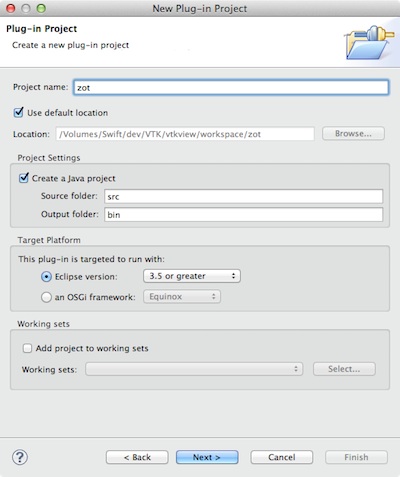 New Plug-in Project
Plug-in Project
Create a new plug-in project
Project name: zot
Use default location
Location: /Volumes/Swift/dev/VTK/vtkview/workspace/zot Browse...
Project Settings
Create a Java project
Source folder: src
Output folder: bin
Target Platform
This plug-in is targeted to run with:
Eclipse version: 3.5 or greater
an OSGi framework: Equinox
Working sets
Add project to working sets
Working sets: Select...
? < Back Next > Cancel Finish